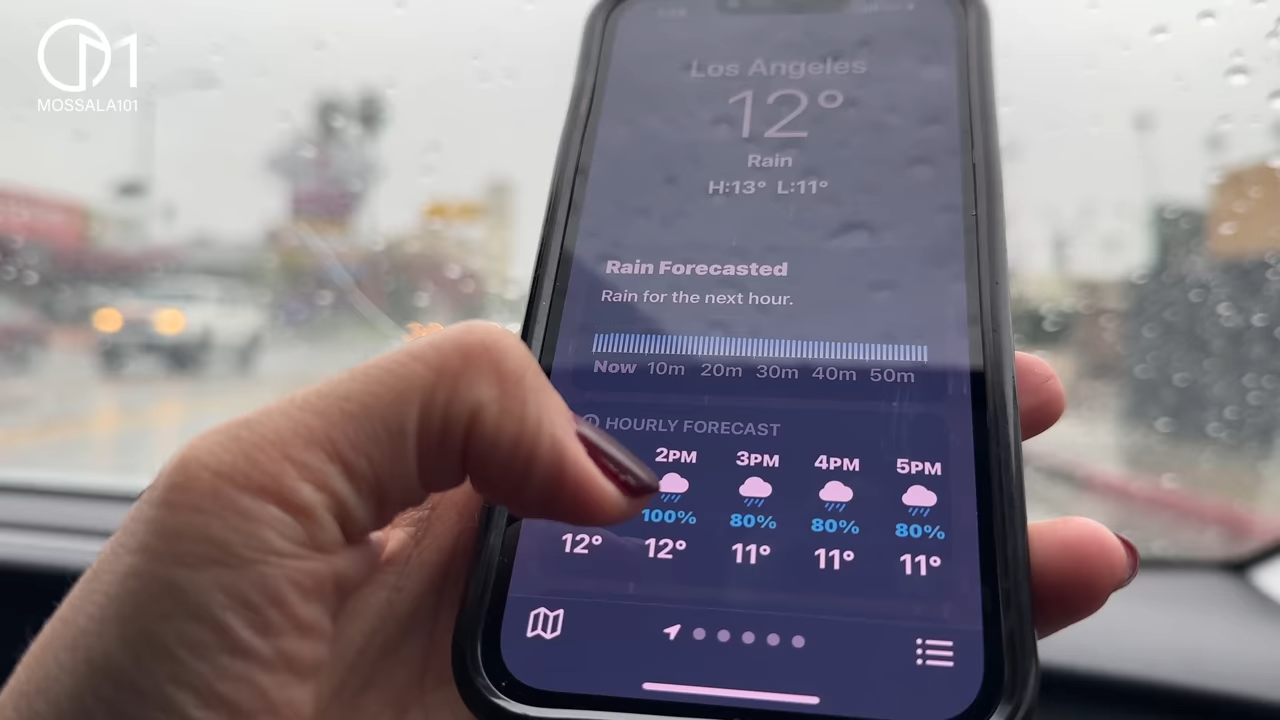 MOSSALA101
Los Angeles
12°
Rain
H:13° L:11°
Rain Forecasted
Rain for the next hour.
Now 10m 20m 30m 40m 50m
HOURLY FORECAST
2PM 3PM 4PM 5PM
100% 80% 80% 80%
12° 12° 11° 11° 11°